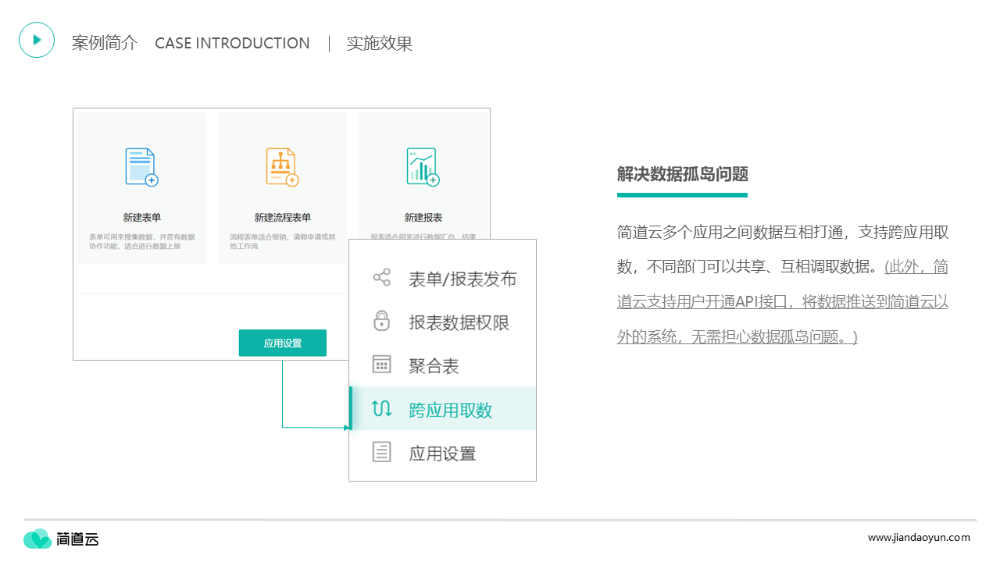 案例简介 CASE INTRODUCTION | 实施效果
新建表单
表单可用来搜集数据，并带有数据
协作功能，适合进行数据上报
新建流程表单
流程表单适合报销、请假申请或其
他工作流
新建报表
报表适合用来进行数据汇总，结果
应用设置
表单/报表发布
报表数据权限
聚合表
跨应用取数
应用设置
解决数据孤岛问题
简道云多个应用之间数据互相打通，支持跨应用取
数，不同部门可以共享、互相调取数据。(此外，简
道云支持用户开通API接口，将数据推送到简道云以
外的系统，无需担心数据孤岛问题。)
简道云
www.jiandaoyun.com